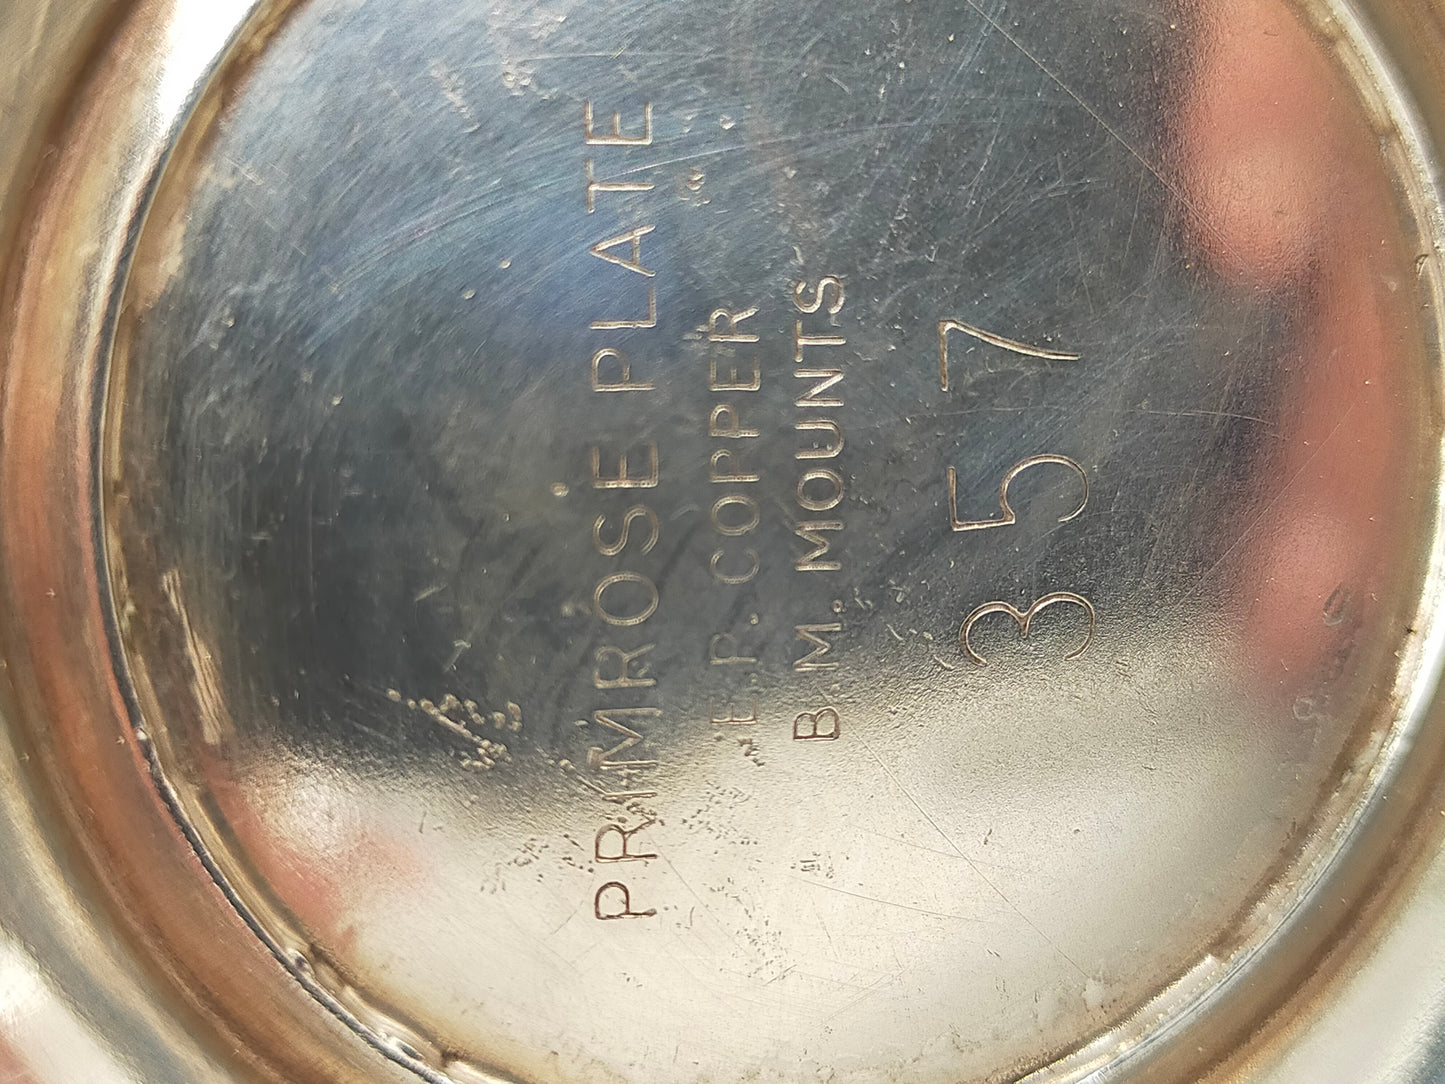 PRIMROSE PLATE
E.P. COPPER
B.M. MOUNTS
357